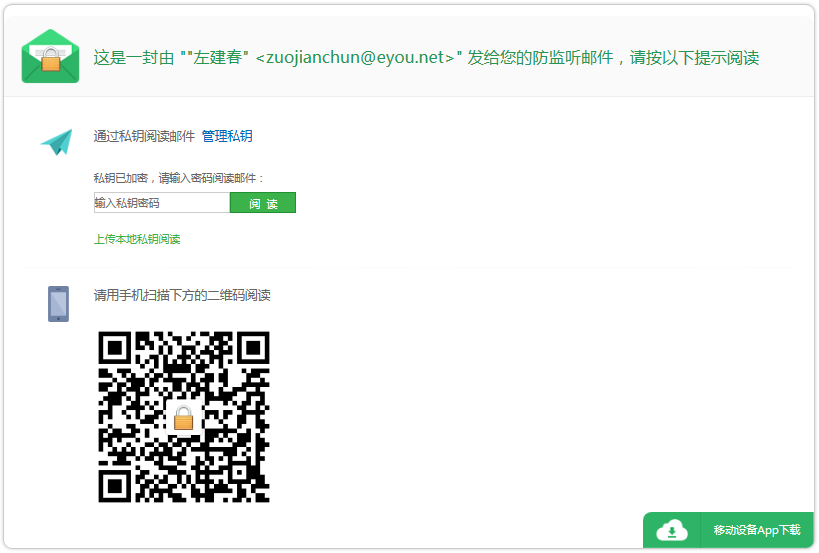 这是一封由 ""左建春" <zuojianchun@eyou.net>" 发给您的防监听邮件，请按以下提示阅读
通过私钥阅读邮件 管理私钥
私钥已加密，请输入密码阅读邮件：
输入私钥密码 阅 读
上传本地私钥阅读
请用手机扫描下方的二维码阅读
移动设备App下载